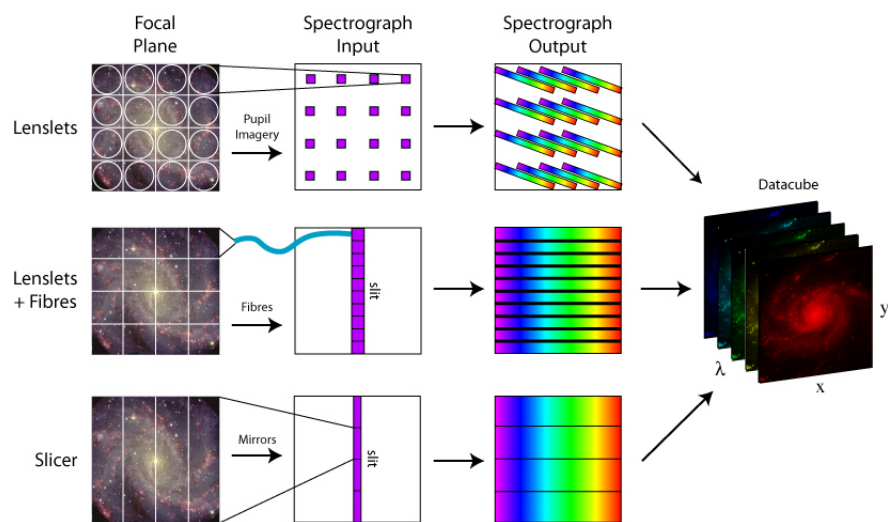 Focal
Plane
Spectrograph
Input
Spectrograph
Output
Lenslets
Pupil
Imagery
Datacube
Lenslets
+ Fibres
Fibres
slit
y
λ
x
Slicer
Mirrors
slit